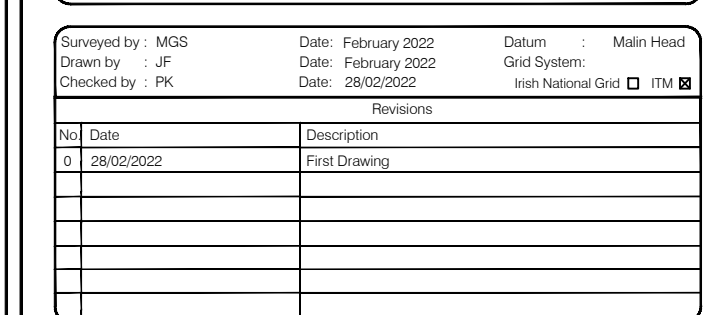 Surveyed by : MGS Date: February 2022 Datum : Malin Head
Drawn by : JF Date: February 2022 Grid System:
Checked by : PK Date: 28/02/2022 Irish National Grid ☐ ITM ☒
Revisions
No. Date Description
0 28/02/2022 First Drawing